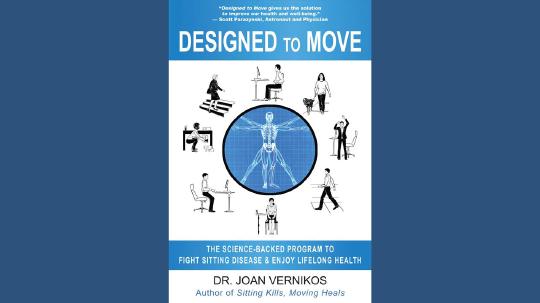 "Designed to Move gives us the solution
to improve our health and well-being."
— Scott Parazynski, Astronaut and Physician
DESIGNED TO MOVE
THE SCIENCE-BACKED PROGRAM TO
FIGHT SITTING DISEASE & ENJOY LIFELONG HEALTH
DR. JOAN VERNIKOS
Author of Sitting Kills, Moving Heals